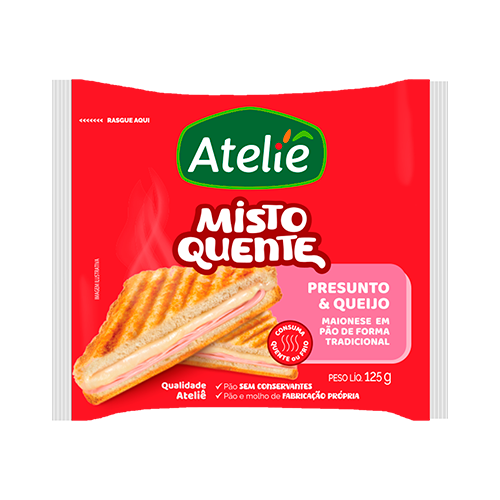 <<<<<<< RASGUE AQUI
Ateliê
MISTO
QUENTE
PRESUNTO
& QUEIJO
MAIONESE EM
PÃO DE FORMA
TRADICIONAL
CONSUMA
QUENTE ou FRIO
IMAGEM ILUSTRATIVA
PESO LÍQ. 125 g
Qualidade
Ateliê
✓ Pão SEM CONSERVANTES
✓ Pão e molho de FABRICAÇÃO PRÓPRIA